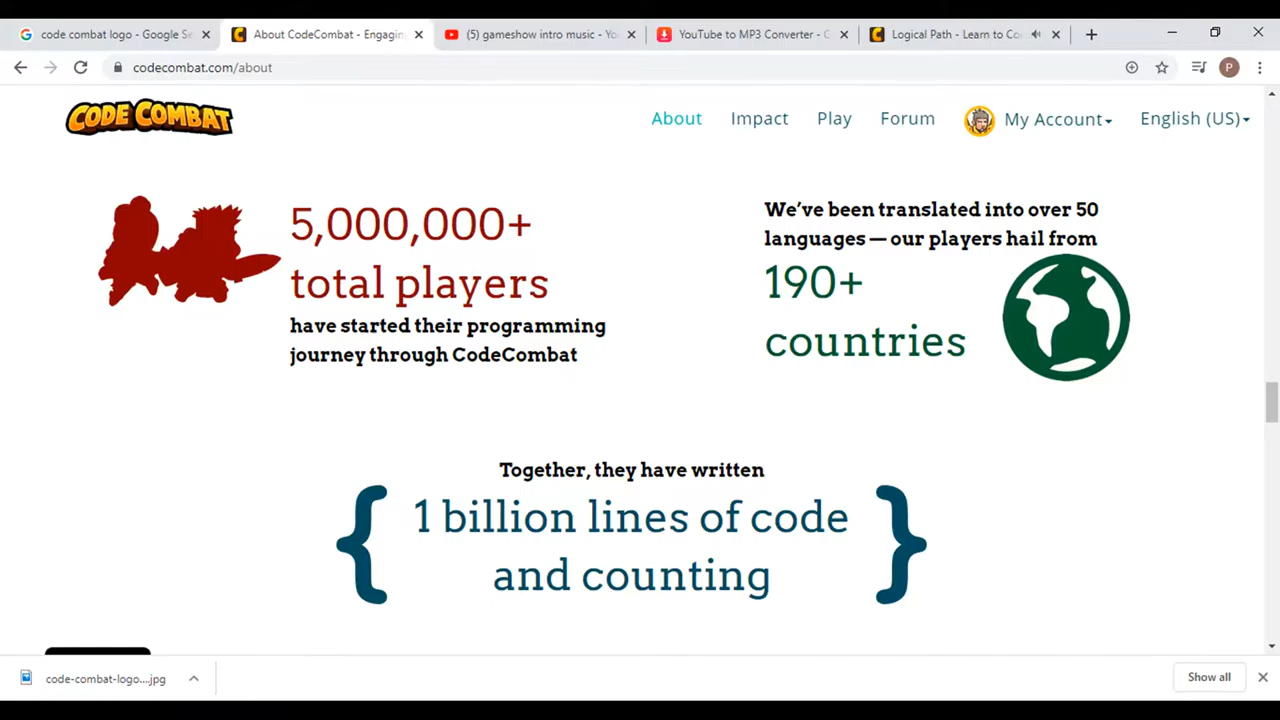 code combat logo - Google Se
About CodeCombat - Engagin
(5) gameshow intro music - Yo
YouTube to MP3 Converter - C
Logical Path - Learn to Co
codecombat.com/about
P
CODE COMBAT
About
Impact
Play
Forum
My Account
English (US)
5,000,000+
total players
have started their programming
journey through CodeCombat
We've been translated into over 50
languages — our players hail from
190+
countries
Together, they have written
{ 1 billion lines of code
and counting }
code-combat-logo....jpg
Show all